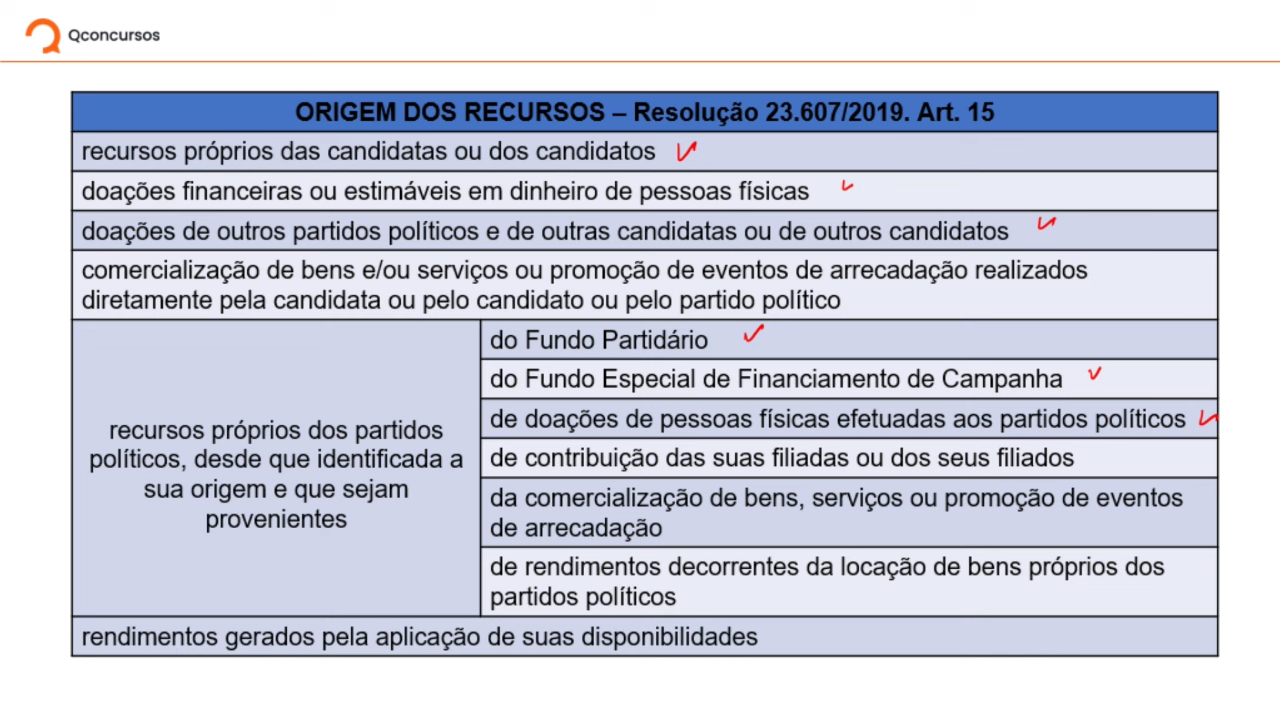 Qconcursos
ORIGEM DOS RECURSOS – Resolução 23.607/2019. Art. 15
recursos próprios das candidatas ou dos candidatos
doações financeiras ou estimáveis em dinheiro de pessoas físicas
doações de outros partidos políticos e de outras candidatas ou de outros candidatos
comercialização de bens e/ou serviços ou promoção de eventos de arrecadação realizados
diretamente pela candidata ou pelo candidato ou pelo partido político
recursos próprios dos partidos
políticos, desde que identificada a
sua origem e que sejam
provenientes
do Fundo Partidário
do Fundo Especial de Financiamento de Campanha
de doações de pessoas físicas efetuadas aos partidos políticos
de contribuição das suas filiadas ou dos seus filiados
da comercialização de bens, serviços ou promoção de eventos
de arrecadação
de rendimentos decorrentes da locação de bens próprios dos
partidos políticos
rendimentos gerados pela aplicação de suas disponibilidades